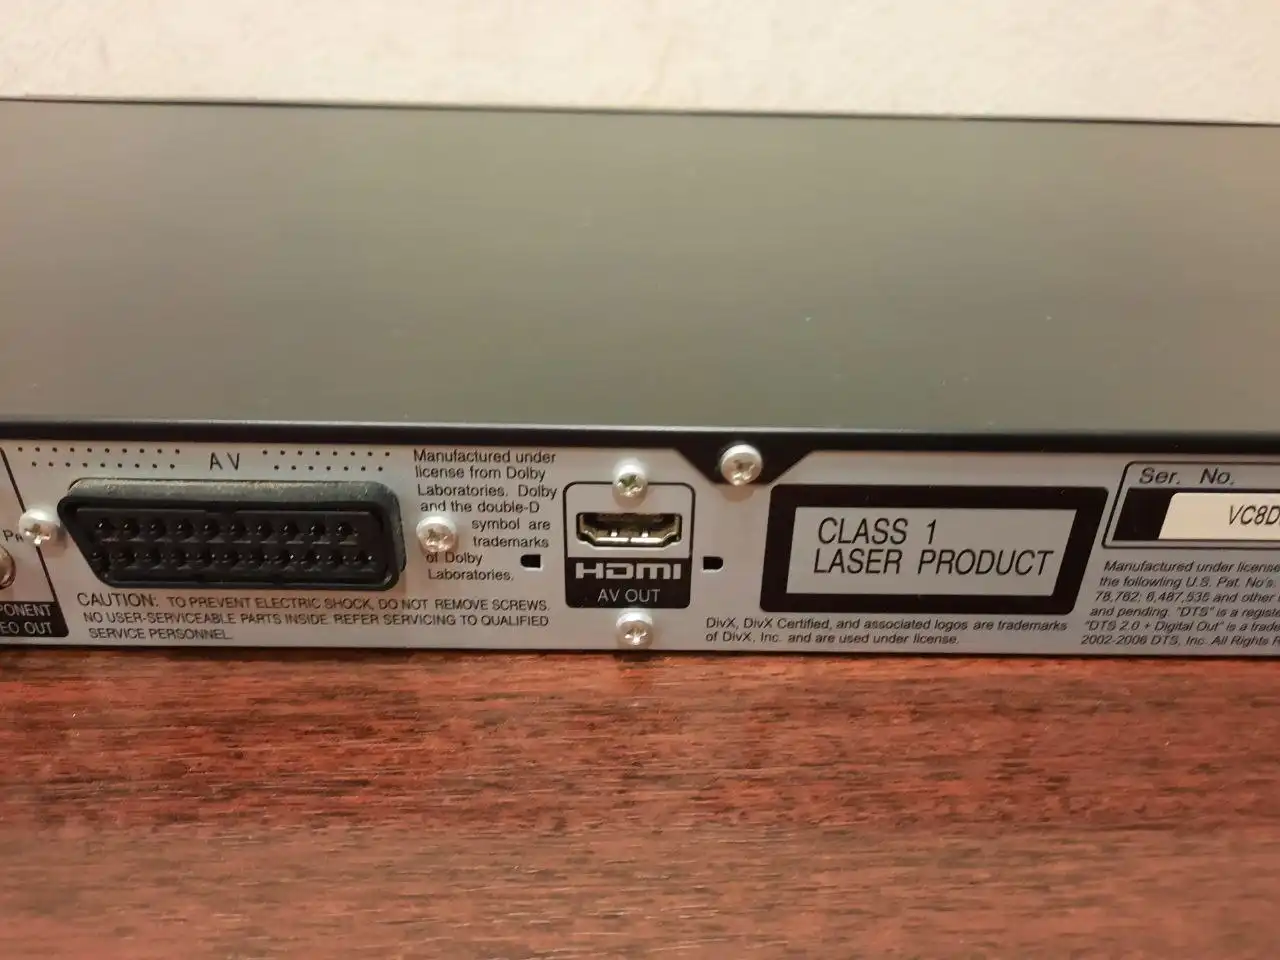 AV
PR
PONENT
EO OUT
Manufactured under
license from Dolby
Laboratories. Dolby
and the double-D
symbol are
trademarks
of Dolby
Laboratories.
CAUTION: TO PREVENT ELECTRIC SHOCK, DO NOT REMOVE SCREWS.
NO USER-SERVICEABLE PARTS INSIDE. REFER SERVICING TO QUALIFIED
SERVICE PERSONNEL.
HDMI
AV OUT
CLASS 1
LASER PRODUCT
DivX, DivX Certified, and associated logos are trademarks
of DivX, Inc. and are used under license.
Ser. No.
VC8D
Manufactured under license
the following U.S. Pat. No's
78,762; 6,487,535 and other
and pending. "DTS" is a registe
"DTS 2.0 + Digital Out" is a trade
2002-2006 DTS, Inc. All Rights R